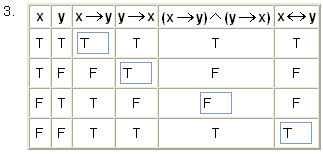 3.
x y x→y y→x (x→y)∧(y→x) x↔y
T T T T T T
T F F T F F
F T T F F F
F F T T T T